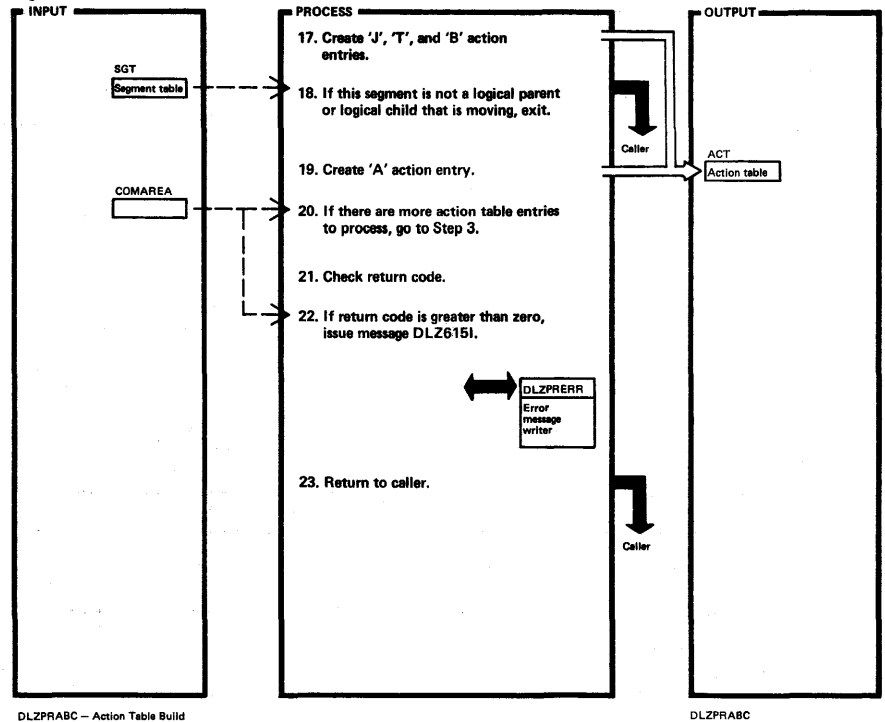 INPUT
PROCESS
OUTPUT
17. Create 'J', 'T', and 'B' action
entries.
SGT
Segment table
18. If this segment is not a logical parent
or logical child that is moving, exit.
Caller
ACT
Action table
19. Create 'A' action entry.
COMAREA
20. If there are more action table entries
to process, go to Step 3.
21. Check return code.
22. If return code is greater than zero,
issue message DLZ615I.
DLZPRERR
Error
message
writer
23. Return to caller.
Caller
DLZPRABC — Action Table Build
DLZPRABC